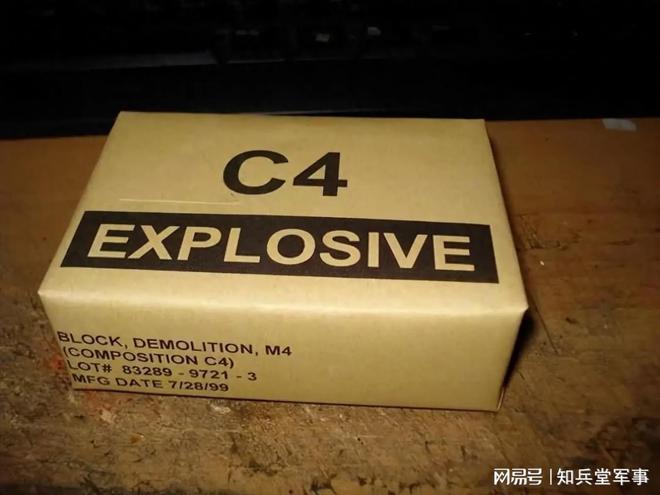 C4
EXPLOSIVE
BLOCK, DEMOLITION, M4
(COMPOSITION C4)
LOT# 83289 - 9721 - 3
MFG DATE 7/28/99
网易号 | 知兵堂军事